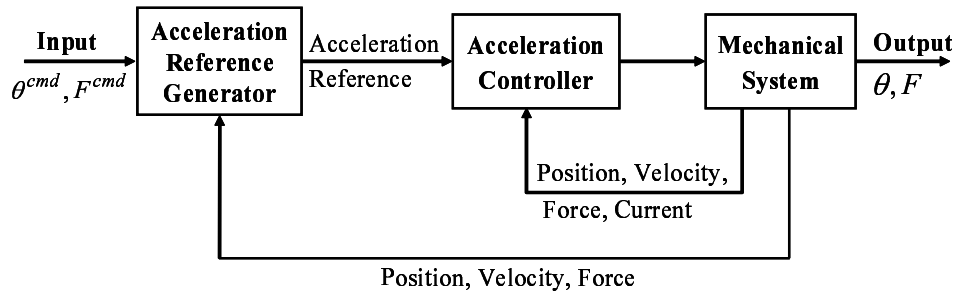 Input
θ^cmd, F^cmd
Acceleration
Reference
Generator
Acceleration
Reference
Acceleration
Controller
Mechanical
System
Output
θ, F
Position, Velocity,
Force, Current
Position, Velocity, Force